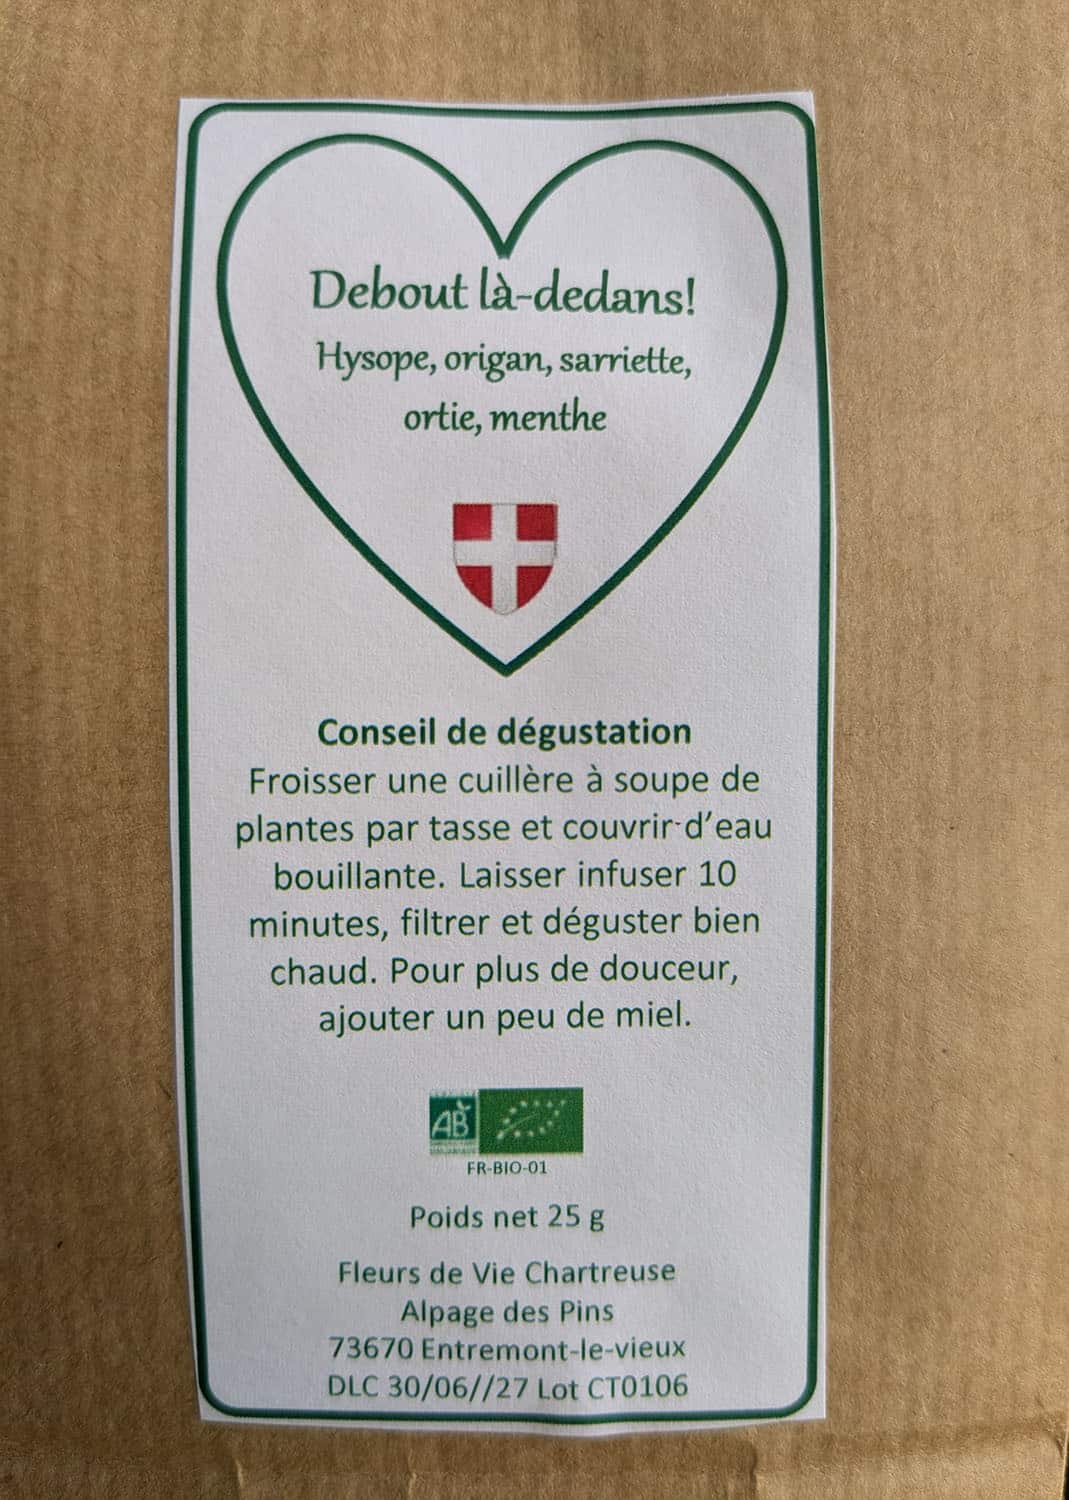 Debout là-dedans!
Hysope, origan, sarriette,
ortie, menthe
Conseil de dégustation
Froisser une cuillère à soupe de
plantes par tasse et couvrir d'eau
bouillante. Laisser infuser 10
minutes, filtrer et déguster bien
chaud. Pour plus de douceur,
ajouter un peu de miel.
AB
FR-BIO-01
Poids net 25 g
Fleurs de Vie Chartreuse
Alpage des Pins
73670 Entremont-le-vieux
DLC 30/06//27 Lot CT0106